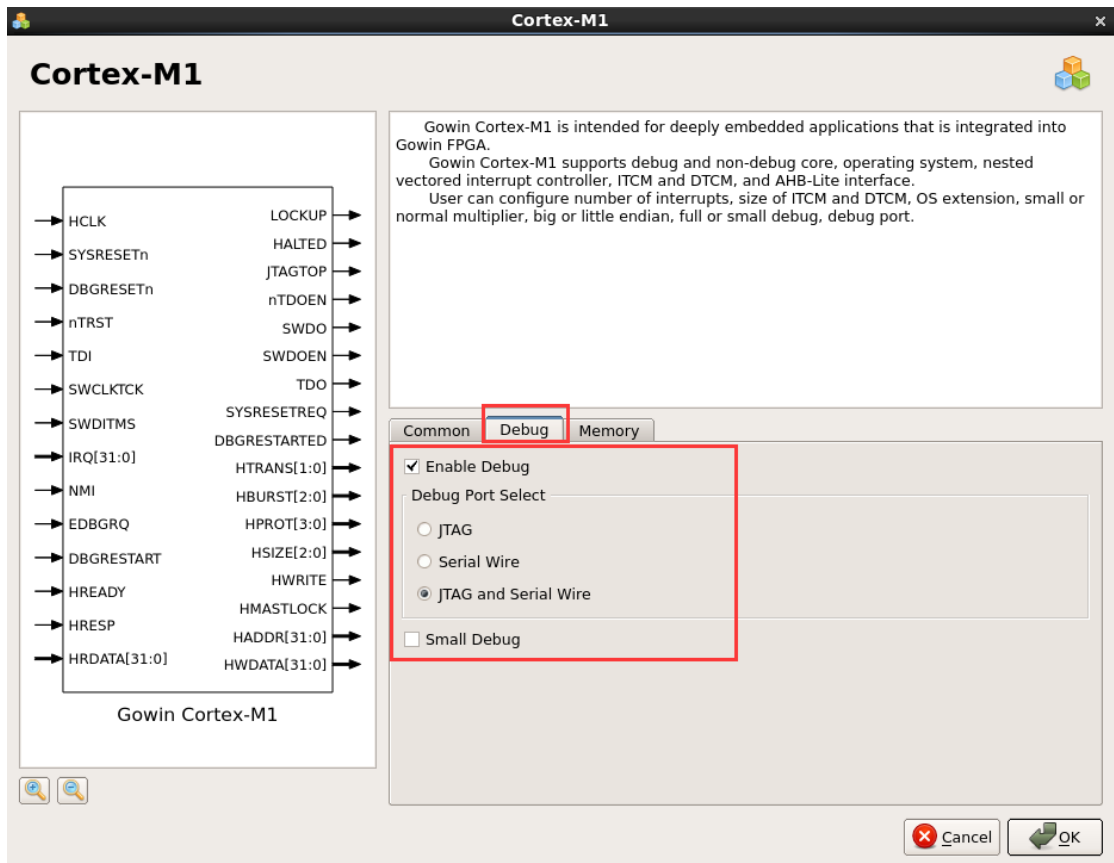 Cortex-M1
Cortex-M1
HCLK
SYSRESETn
DBGRESETn
nTRST
TDI
SWCLKTCK
SWDITMS
IRQ[31:0]
NMI
EDBGRQ
DBGRESTART
HREADY
HRESP
HRDATA[31:0]
LOCKUP
HALTED
JTAGTOP
nTDOEN
SWDO
SWDOEN
TDO
SYSRESETREQ
DBGRESTARTED
HTRANS[1:0]
HBURST[2:0]
HPROT[3:0]
HSIZE[2:0]
HWRITE
HMASTLOCK
HADDR[31:0]
HWDATA[31:0]
Gowin Cortex-M1
Gowin Cortex-M1 is intended for deeply embedded applications that is integrated into
Gowin FPGA.
Gowin Cortex-M1 supports debug and non-debug core, operating system, nested
vectored interrupt controller, ITCM and DTCM, and AHB-Lite interface.
User can configure number of interrupts, size of ITCM and DTCM, OS extension, small or
normal multiplier, big or little endian, full or small debug, debug port.
Common Debug Memory
Enable Debug
Debug Port Select
JTAG
Serial Wire
JTAG and Serial Wire
Small Debug
Cancel OK